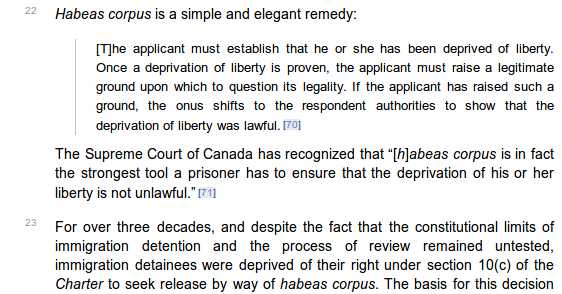 22 Habeas corpus is a simple and elegant remedy:
[T]he applicant must establish that he or she has been deprived of liberty.
Once a deprivation of liberty is proven, the applicant must raise a legitimate
ground upon which to question its legality. If the applicant has raised such a
ground, the onus shifts to the respondent authorities to show that the
deprivation of liberty was lawful. [70]
The Supreme Court of Canada has recognized that “[h]abeas corpus is in fact
the strongest tool a prisoner has to ensure that the deprivation of his or her
liberty is not unlawful.” [71]
23 For over three decades, and despite the fact that the constitutional limits of
immigration detention and the process of review remained untested,
immigration detainees were deprived of their right under section 10(c) of the
Charter to seek release by way of habeas corpus. The basis for this decision